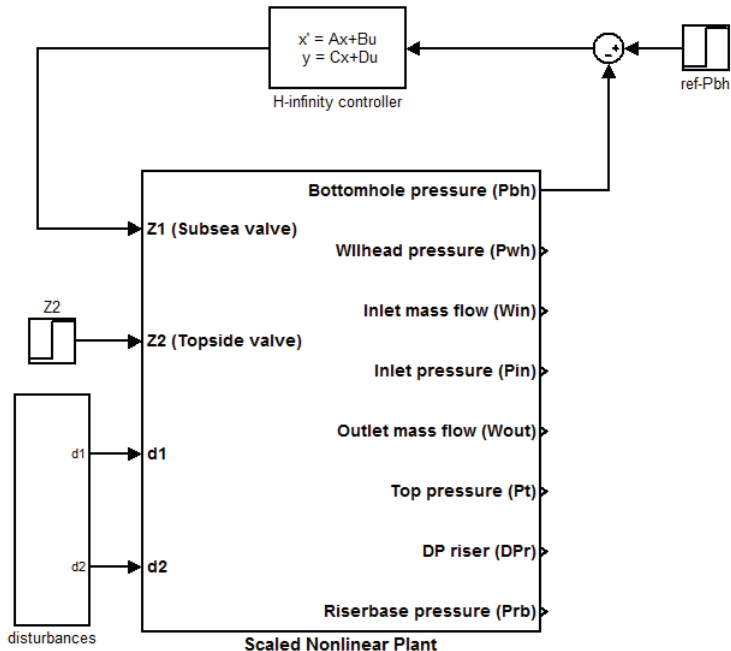 x' = Ax+Bu
y = Cx+Du
H-infinity controller
- +
ref-Pbh
Bottomhole pressure (Pbh)
Z1 (Subsea valve)
Wllhead pressure (Pwh)
Inlet mass flow (Win)
Z2
Z2 (Topside valve)
Inlet pressure (Pin)
Outlet mass flow (Wout)
d1
d1
Top pressure (Pt)
DP riser (DPr)
d2
d2
Riserbase pressure (Prb)
disturbances
Scaled Nonlinear Plant